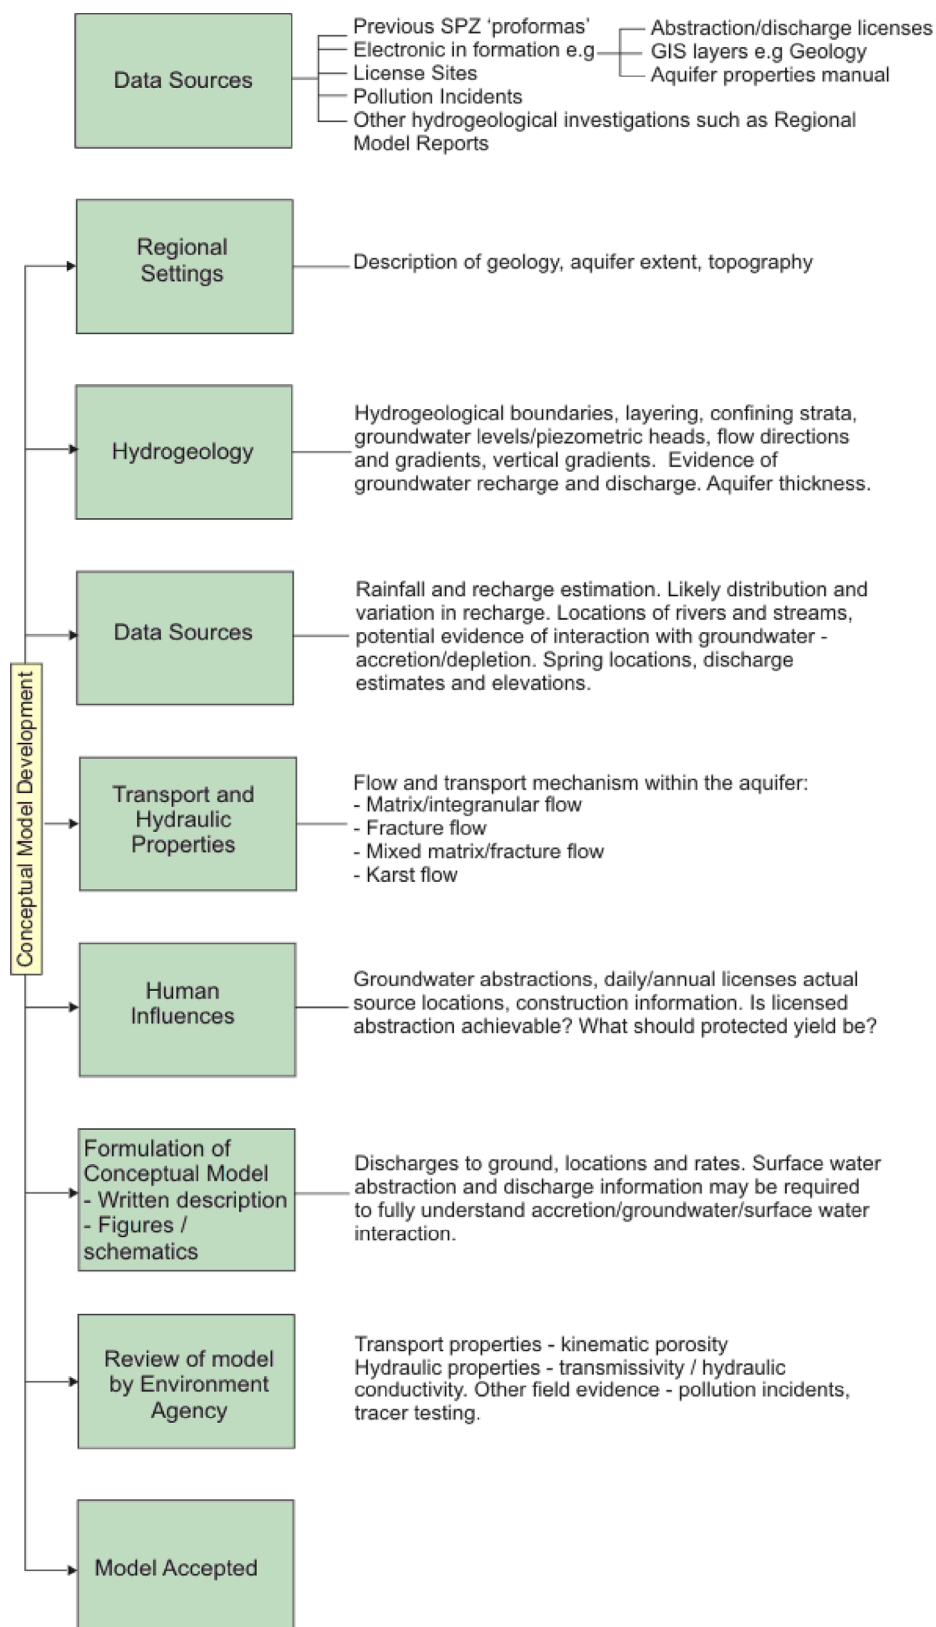 Data Sources
Previous SPZ ‘proformas’
Electronic in formation e.g
License Sites
Pollution Incidents
Other hydrogeological investigations such as Regional
Model Reports
Abstraction/discharge licenses
GIS layers e.g Geology
Aquifer properties manual
Conceptual Model Development
Regional
Settings
Description of geology, aquifer extent, topography
Hydrogeology
Hydrogeological boundaries, layering, confining strata,
groundwater levels/piezometric heads, flow directions
and gradients, vertical gradients.  Evidence of
groundwater recharge and discharge. Aquifer thickness.
Data Sources
Rainfall and recharge estimation. Likely distribution and
variation in recharge. Locations of rivers and streams,
potential evidence of interaction with groundwater -
accretion/depletion. Spring locations, discharge
estimates and elevations.
Transport and
Hydraulic
Properties
Flow and transport mechanism within the aquifer:
- Matrix/integranular flow
- Fracture flow
- Mixed matrix/fracture flow
- Karst flow
Human
Influences
Groundwater abstractions, daily/annual licenses actual
source locations, construction information. Is licensed
abstraction achievable? What should protected yield be?
Formulation of
Conceptual Model
- Written description
- Figures /
schematics
Discharges to ground, locations and rates. Surface water
abstraction and discharge information may be required
to fully understand accretion/groundwater/surface water
interaction.
Review of model
by Environment
Agency
Transport properties - kinematic porosity
Hydraulic properties - transmissivity / hydraulic
conductivity. Other field evidence - pollution incidents,
tracer testing.
Model Accepted